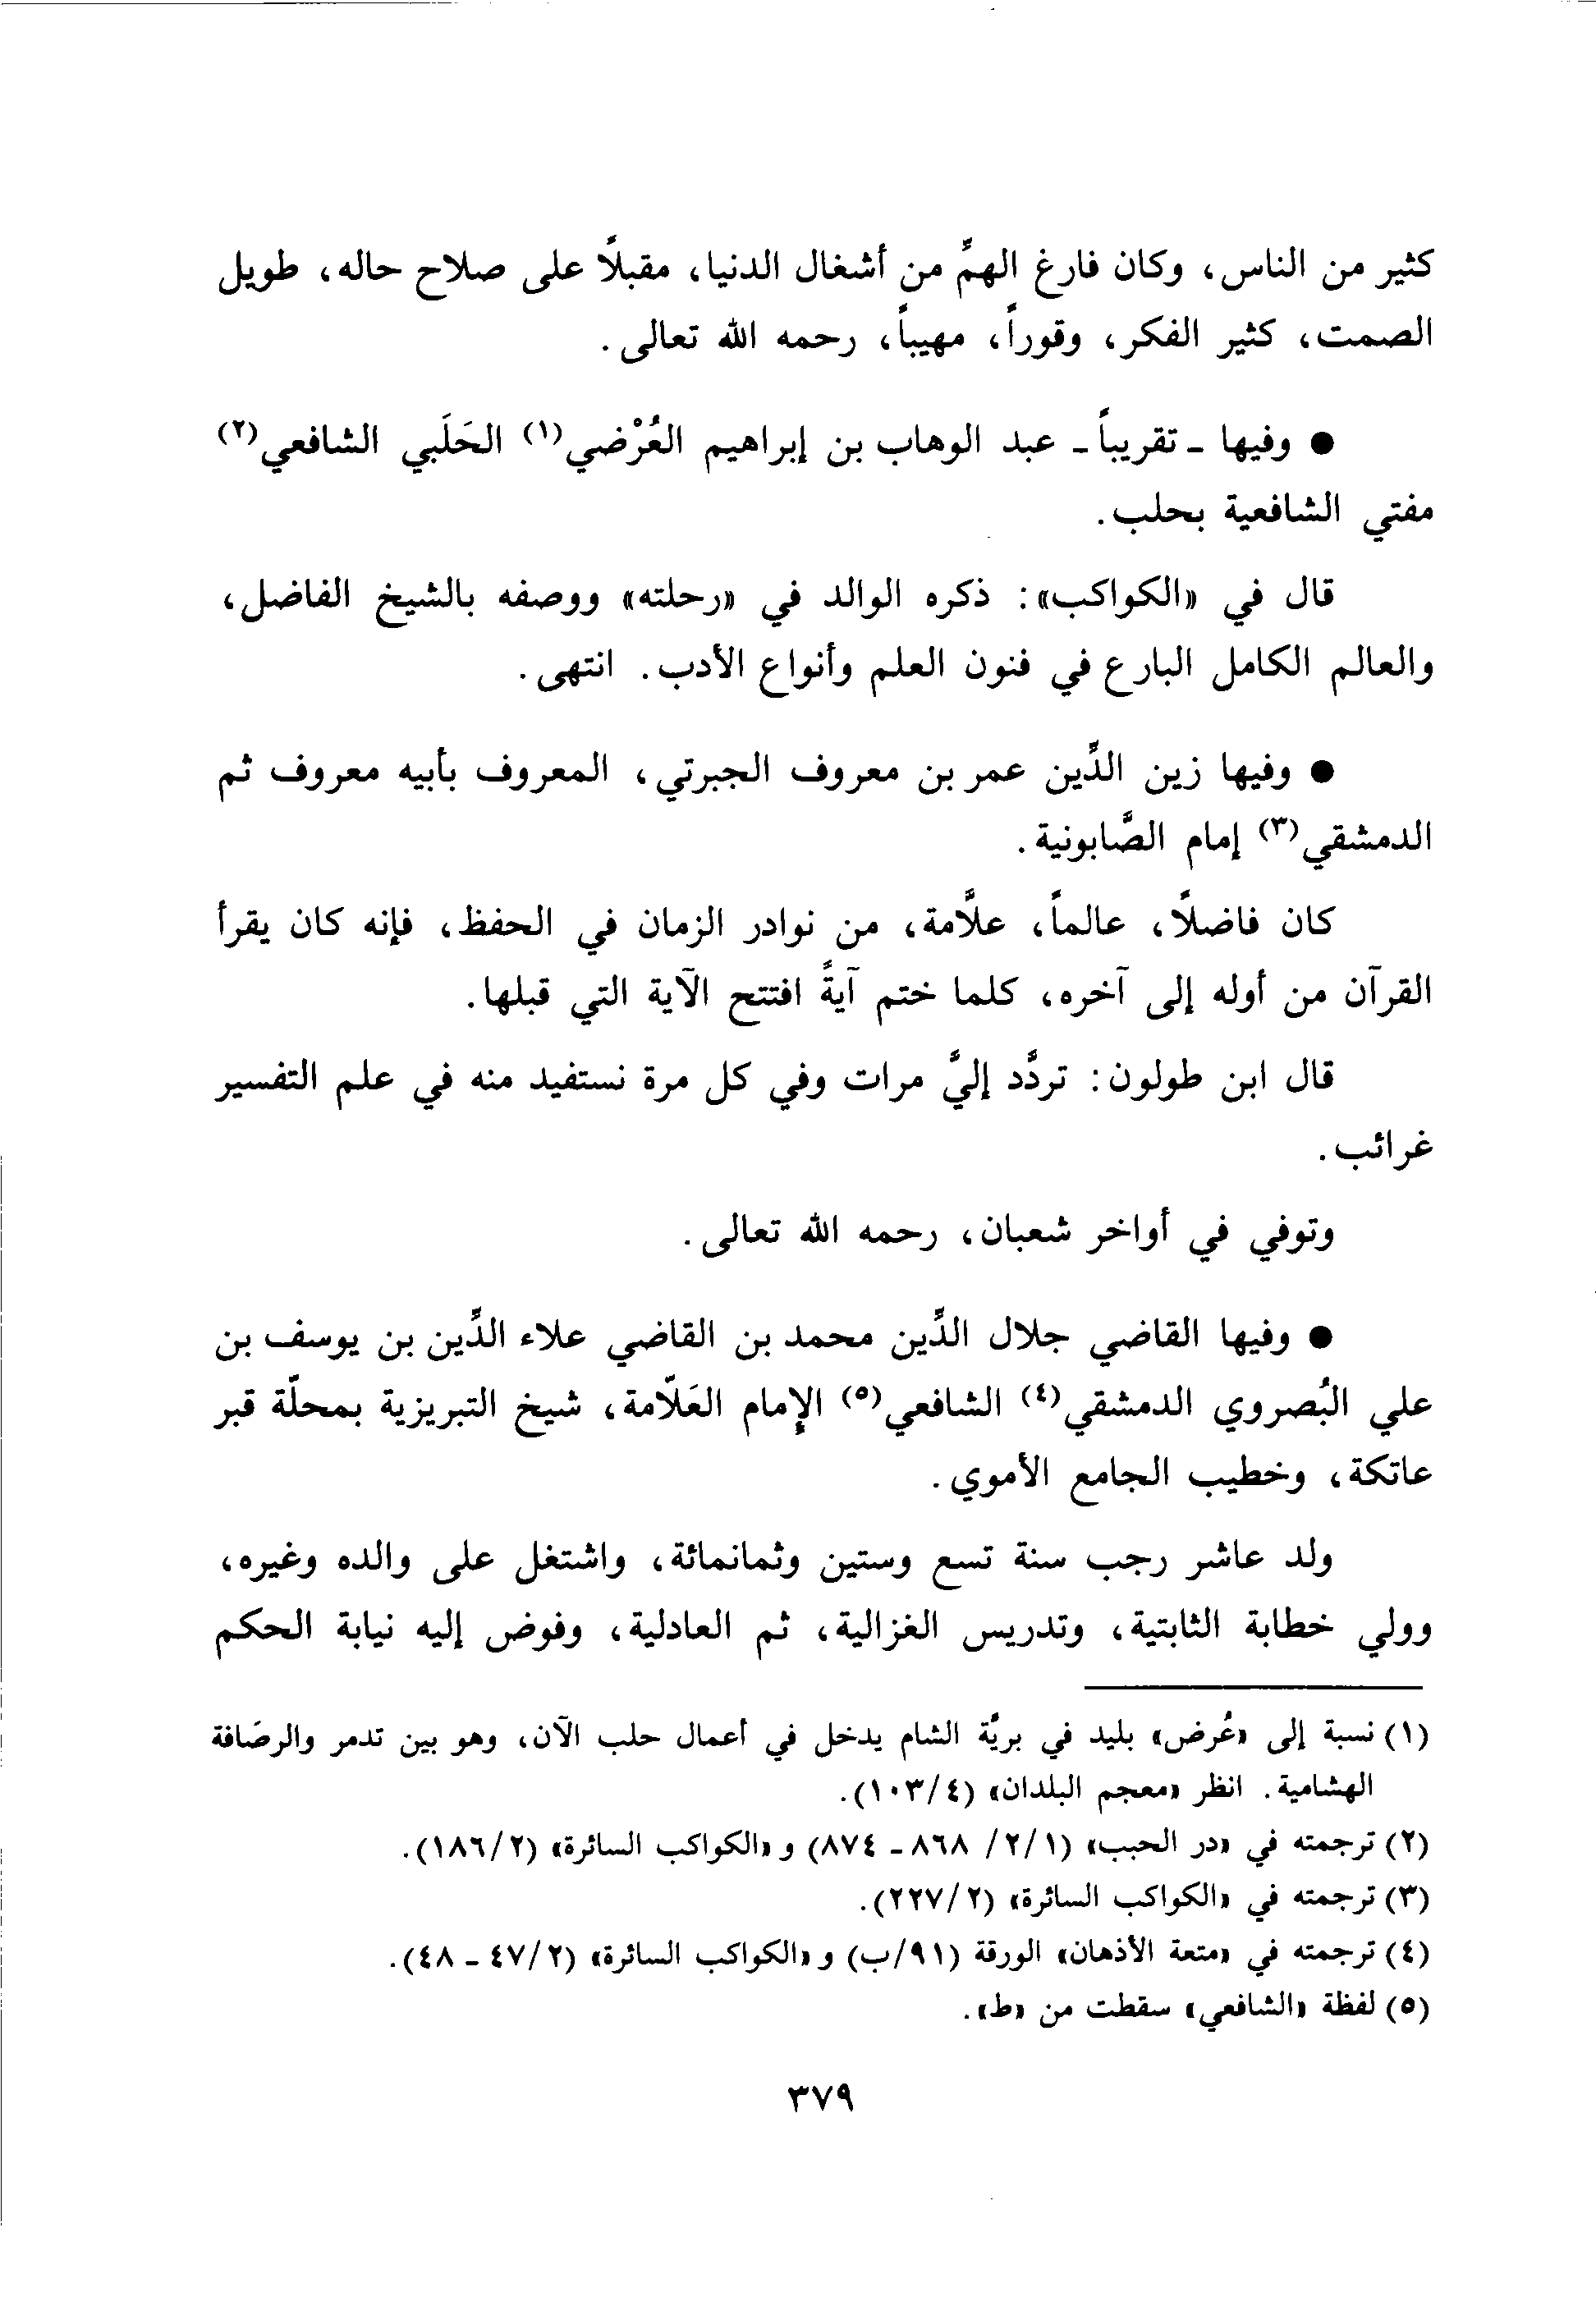 كثير من الناس، وكان فارغ الهمِّ من أشغال الدنيا، مقبلاً على صلاح حاله، طويل
الصمت، كثير الفكر، وقوراً، مهيباً، رحمه الله تعالى.
● وفيها ـ تقريباً ـ عبد الوهاب بن إبراهيم العُرْضي(١) الحَلَبي الشافعي(٢)
مفتي الشافعية بحلب.
قال في «الكواكب»: ذكره الوالد في «رحلته» ووصفه بالشيخ الفاضل،
والعالم الكامل البارع في فنون العلم وأنواع الأدب. انتهى.
● وفيها زين الدِّين عمر بن معروف الجبرتي، المعروف بأبيه معروف ثم
الدمشقي(٣) إمام الصَّابونية.
كان فاضلاً، عالماً، علاَّمة، من نوادر الزمان في الحفظ، فإنه كان يقرأ
القرآن من أوله إلى آخره، كلما ختم آيةً افتتح الآية التي قبلها.
قال ابن طولون: تردَّد إليَّ مرات وفي كل مرة نستفيد منه في علم التفسير
غرائب.
وتوفي في أواخر شعبان، رحمه الله تعالى.
● وفيها القاضي جلال الدِّين محمد بن القاضي علاء الدِّين بن يوسف بن
علي البُصروي الدمشقي(٤) الشافعي(٥) الإمام العَلاّمة، شيخ التبريزية بمحلّة قبر
عاتكة، وخطيب الجامع الأموي.
ولد عاشر رجب سنة تسع وستين وثمانمائة، واشتغل على والده وغيره،
وولي خطابة الثابتية، وتدريس الغزالية، ثم العادلية، وفوض إليه نيابة الحكم
(١) نسبة إلى «عُرض» بليد في بريَّة الشام يدخل في أعمال حلب الآن، وهو بين تدمر والرصَافة
الهشامية. انظر «معجم البلدان» (٤/١٠٣).
(٢) ترجمته في «در الحبب» (١/٢/ ٨٦٨ ـ ٨٧٤) و «الكواكب السائرة» (٢/١٨٦).
(٣) ترجمته في «الكواكب السائرة» (٢/٢٢٧).
(٤) ترجمته في «متعة الأذهان» الورقة (٩١/ب) و «الكواكب السائرة» (٢/٤٧ ـ ٤٨).
(٥) لفظة «الشافعي» سقطت من «ط».
٣٧٩